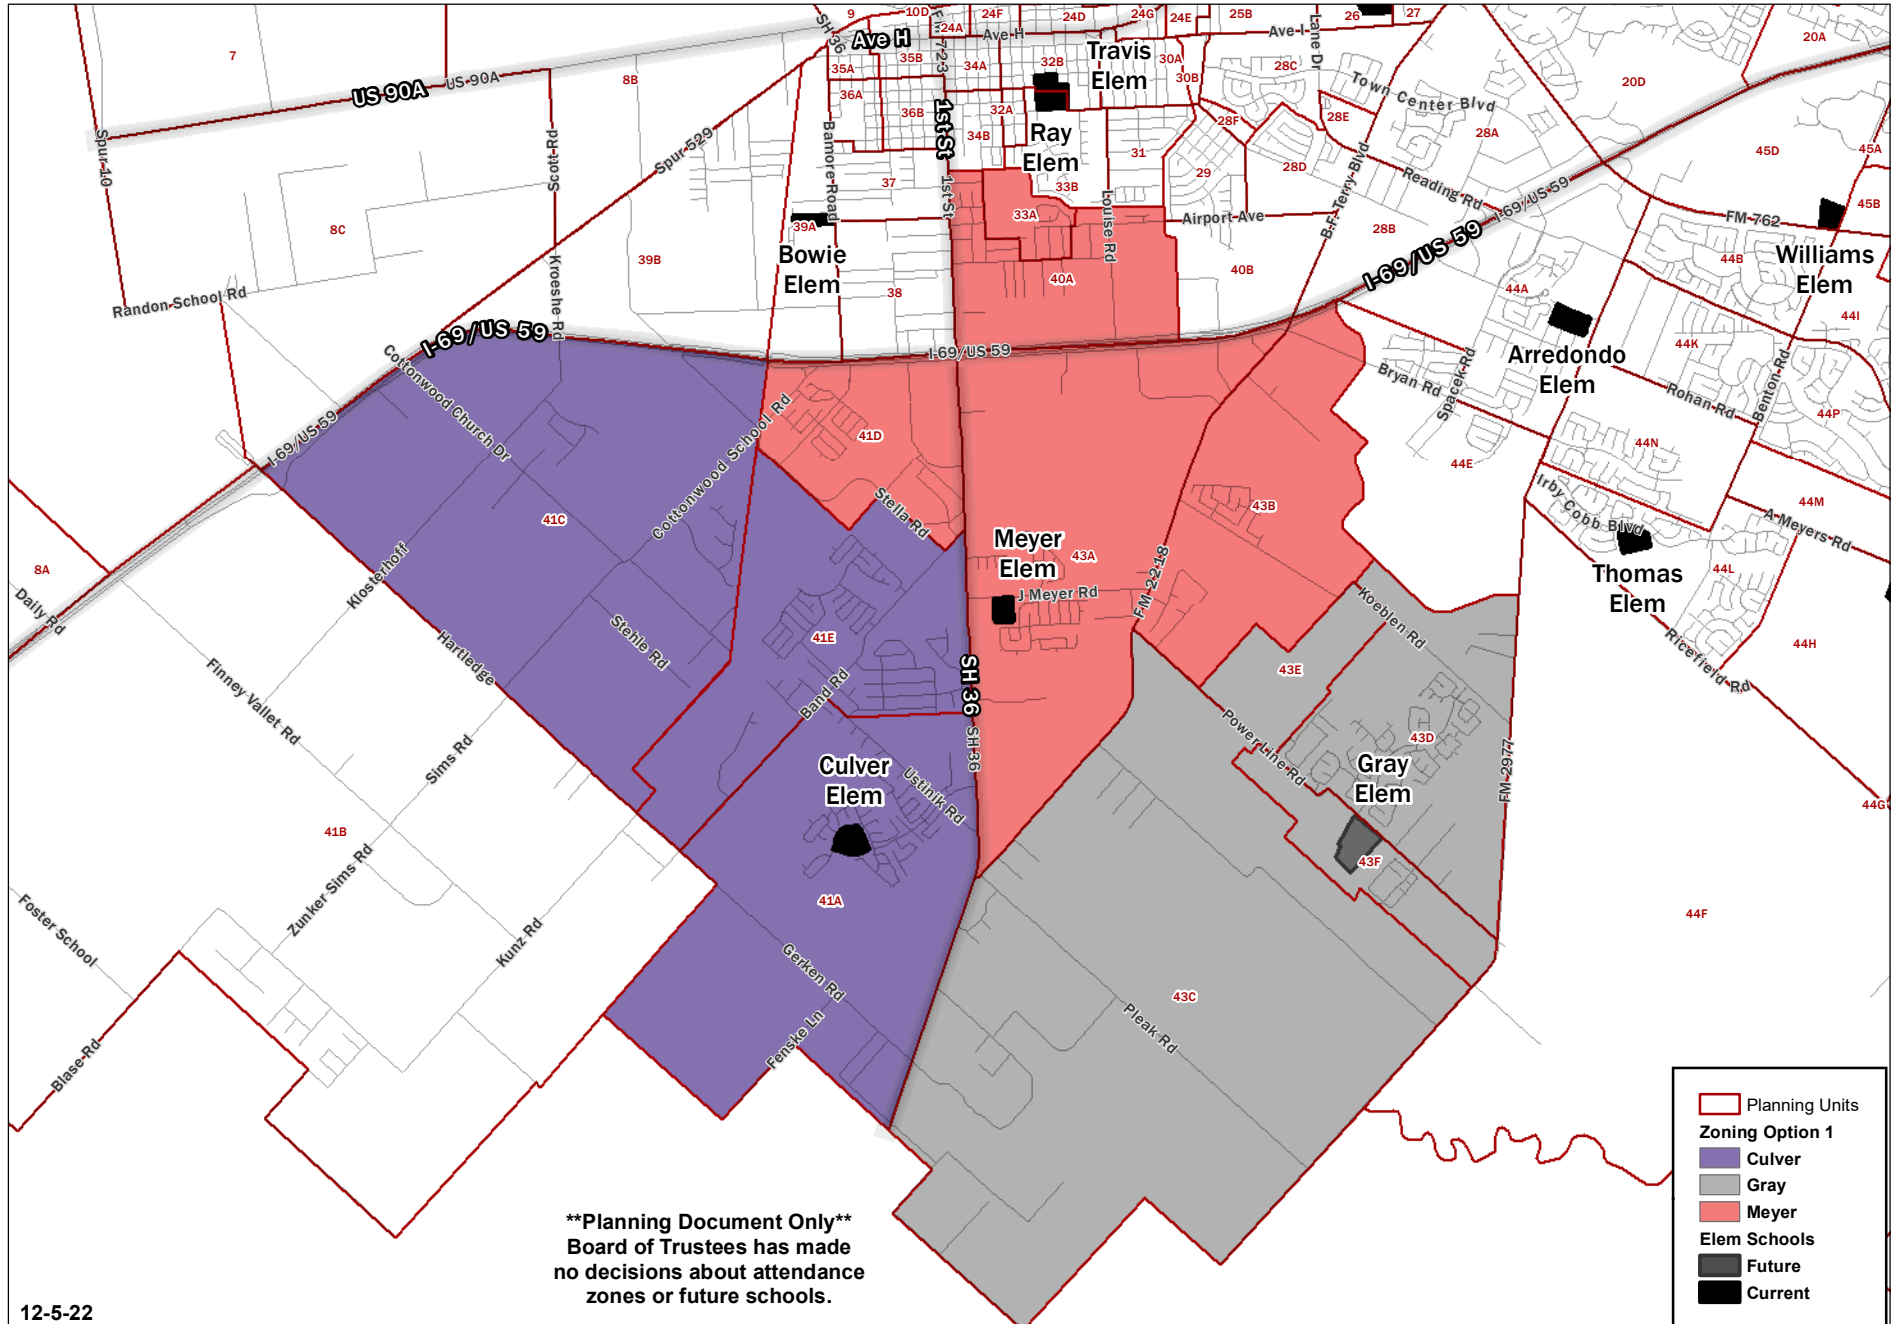 9
10D
24F
24D
24G
24E
25B
26
27
7
SH 36
FM 723
24A
Ave H
Ave H
Ave I
Lane Dr
20A
35B
34A
32B
Travis
Elem
30A
30B
28C
35A
36A
US 90A
US 90A
8B
Town Center Blvd
20D
36B
32A
1st St
28F
28E
28A
34B
Ray
Elem
31
28D
45D
45A
Spur 10
Scott Rd
Spur 529
Bamore Road
37
33B
29
Reading Rd
1st St
Louise Rd
33A
Airport Ave
B.F. Terry Blvd
I-69/US 59
FM 762
45B
8C
39A
28B
Bowie
Elem
39B
Williams
Elem
44B
I-69/US 59
40B
40A
38
44A
44I
Randon School Rd
Kroeshe Rd
I-69/US 59
I-69/US 59
44K
Arredondo
Elem
Cottonwood Church Dr
Bryan Rd
Spacek Rd
Rohan Rd
Benton Rd
44P
Cottonwood School Rd
41D
I-69/US 59
44N
44E
Stella Rd
43B
Irby Cobb Blvd
44M
A Meyers Rd
41C
Meyer
Elem
43A
Klosterhoff
FM 2218
8A
Thomas
Elem
44L
J Meyer Rd
Koeblen Rd
Daily Rd
Stehle Rd
41E
Hartledge
44H
Ricefield Rd
43E
Finney Vallet Rd
SH 36
Band Rd
Power Line Rd
43D
SH 36
Sims Rd
Culver
Elem
Ustinik Rd
Gray
Elem
FM 2977
44G
41B
43F
Zunker Sims Rd
41A
44F
Foster School
Kunz Rd
Gerken Rd
43C
Pleak Rd
Blase Rd
Fenske Ln
Planning Units
Zoning Option 1
Culver
Gray
Meyer
Elem Schools
Future
Current
**Planning Document Only**
Board of Trustees has made
no decisions about attendance
zones or future schools.
12-5-22